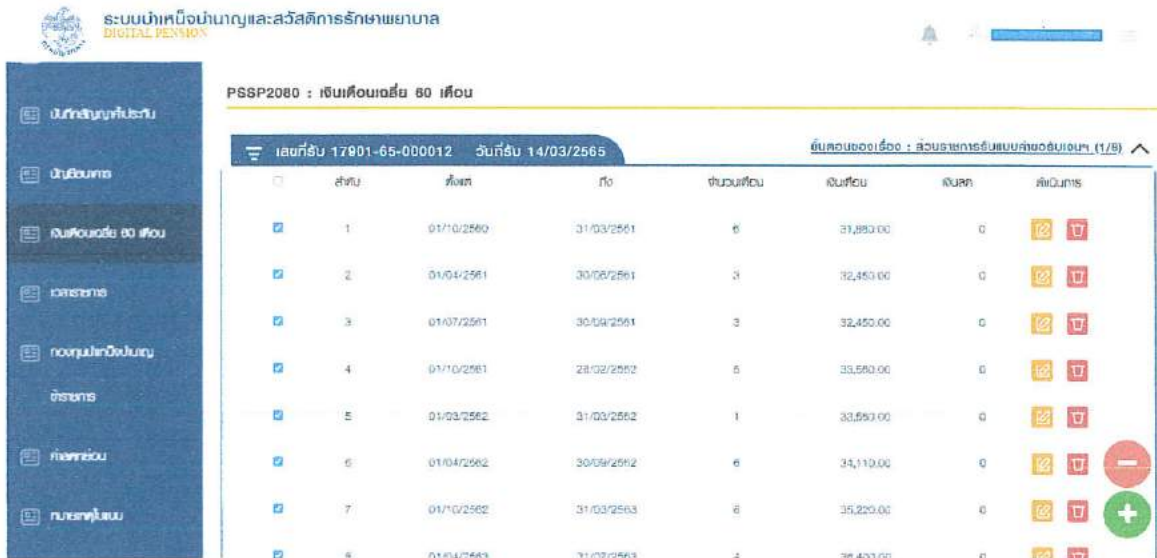 ระบบบำเหน็จบำนาญและสวัสดิการรักษาพยาบาล
DIGITAL PENSION
บันทึกสัญญาค้ำประกัน
บัญชีธนาคาร
เงินเดือนเฉลี่ย 60 เดือน
เวลาราชการ
กองทุนบำเหน็จบำนาญ
ข้าราชการ
PSSP2080 : เงินเดือนเฉลี่ย 60 เดือน
เลขที่รับ 17901-65-000012 วันที่รับ 14/03/2565
ขั้นตอนของเรื่อง : ส่วนราชการรับแบบคำขอรับเงินฯ (1/8)
ลำดับ ตั้งแต่ ถึง จำนวนเดือน เงินเดือน เงินลด ดำเนินการ
1 01/10/2560 31/03/2561 6 31,880.00 0
2 01/04/2561 30/06/2561 3 32,450.00 0
3 01/07/2561 30/09/2561 3 32,450.00 0
4 01/10/2561 28/02/2562 5 33,560.00 0
5 01/03/2562 31/03/2562 1 33,560.00 0
6 01/04/2562 30/09/2562 6 34,110.00 0
7 01/10/2562 31/03/2563 6 35,220.00 0
8 01/04/2563 31/07/2563 4 36,400.00 0